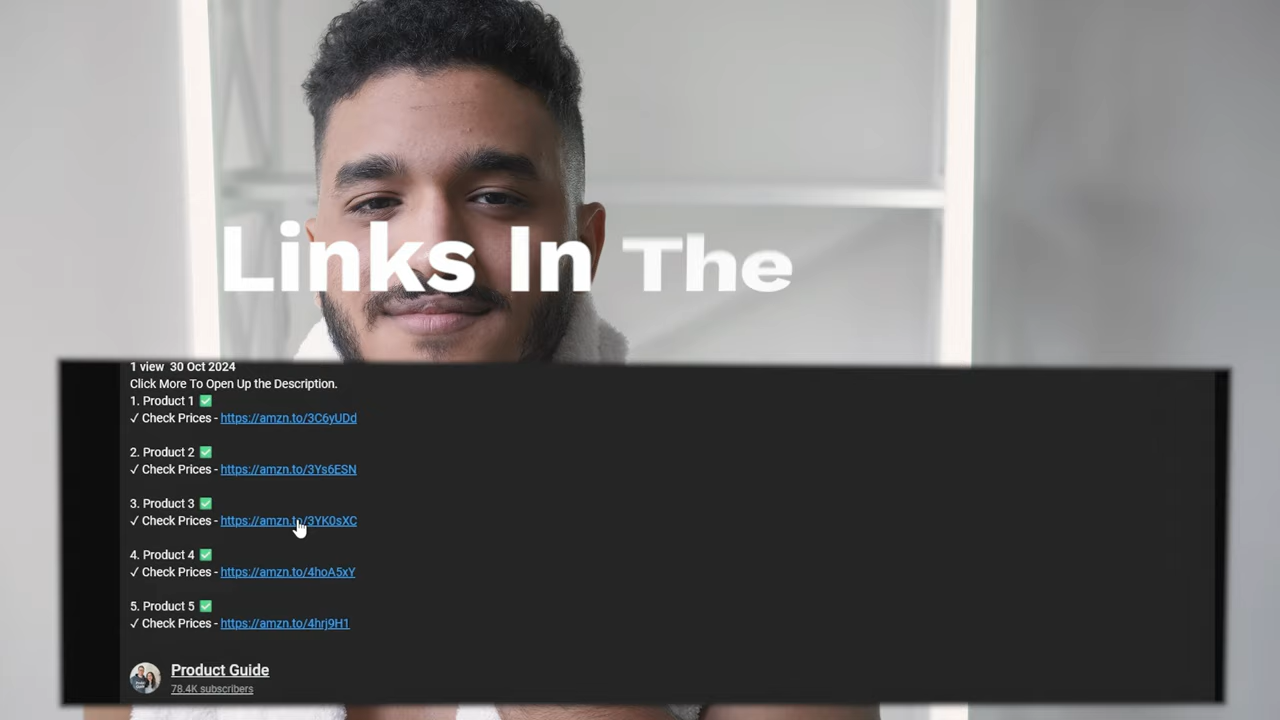 Links In The
1 view 30 Oct 2024
Click More To Open Up the Description.
1. Product 1 ✅
✓ Check Prices - https://amzn.to/3C6yUDd
2. Product 2 ✅
✓ Check Prices - https://amzn.to/3Ys6ESN
3. Product 3 ✅
✓ Check Prices - https://amzn.to/3YK0sXC
4. Product 4 ✅
✓ Check Prices - https://amzn.to/4hoA5xY
5. Product 5 ✅
✓ Check Prices - https://amzn.to/4hrj9H1
Product Guide
78.4K subscribers